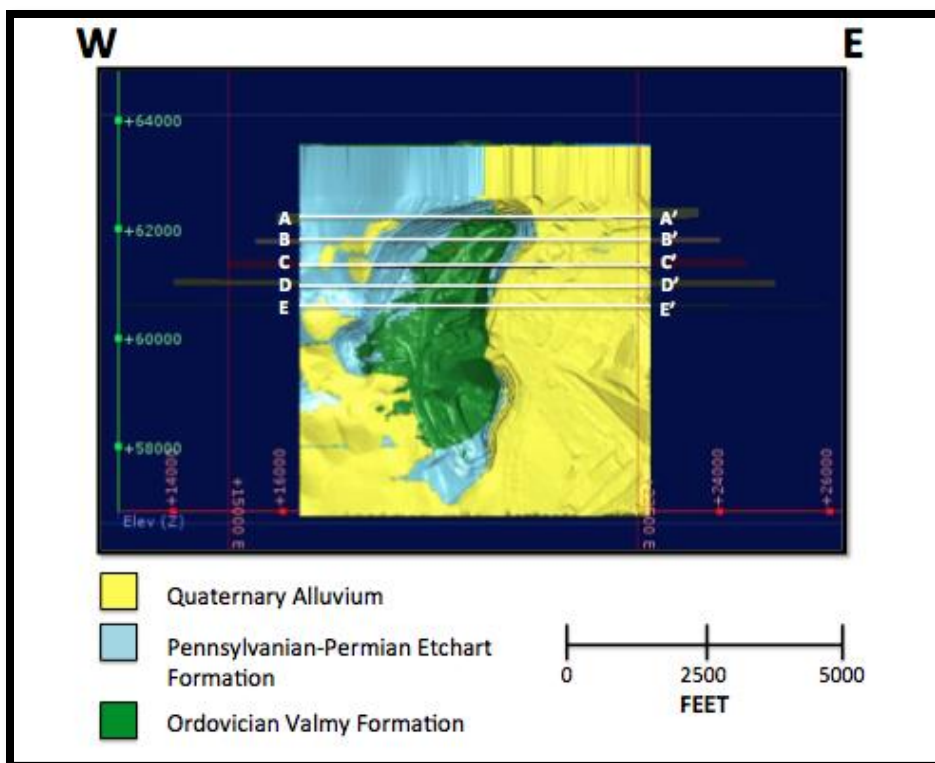 W E
+64000
A A’
+62000
B B’
C C’
D D’
E E’
+60000
+58000
+14000
+15000 E
+16000
+24000
+26000
Elev (Z)
Quaternary Alluvium
Pennsylvanian-Permian Etchart
Formation
Ordovician Valmy Formation
0 2500 5000
FEET